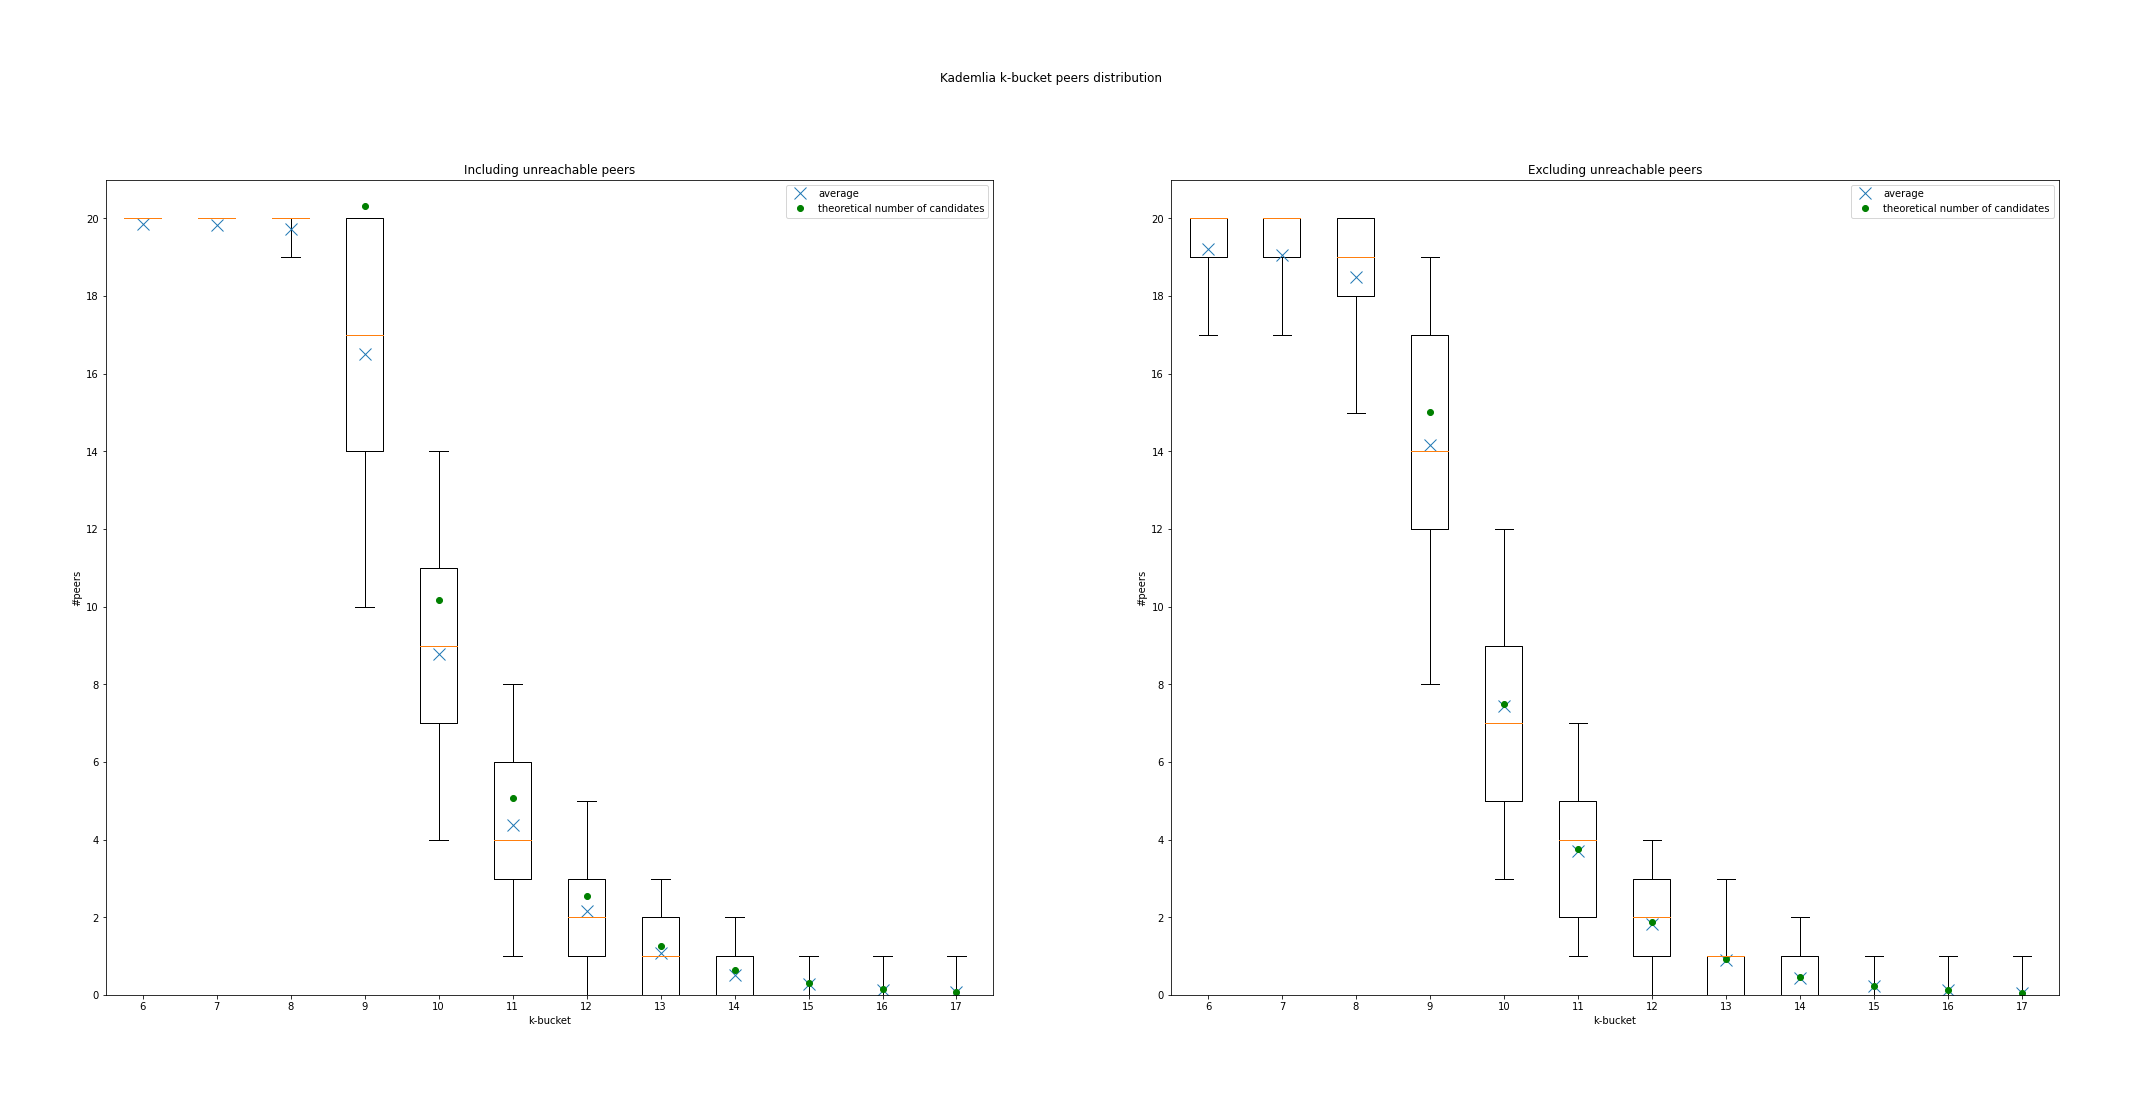 Kademlia k-bucket peers distribution
Including unreachable peers
average
theoretical number of candidates
20
18
16
14
12
10
8
6
4
2
0
#peers
6 7 8 9 10 11 12 13 14 15 16 17
k-bucket
Excluding unreachable peers
average
theoretical number of candidates
20
18
16
14
12
10
8
6
4
2
0
#peers
6 7 8 9 10 11 12 13 14 15 16 17
k-bucket